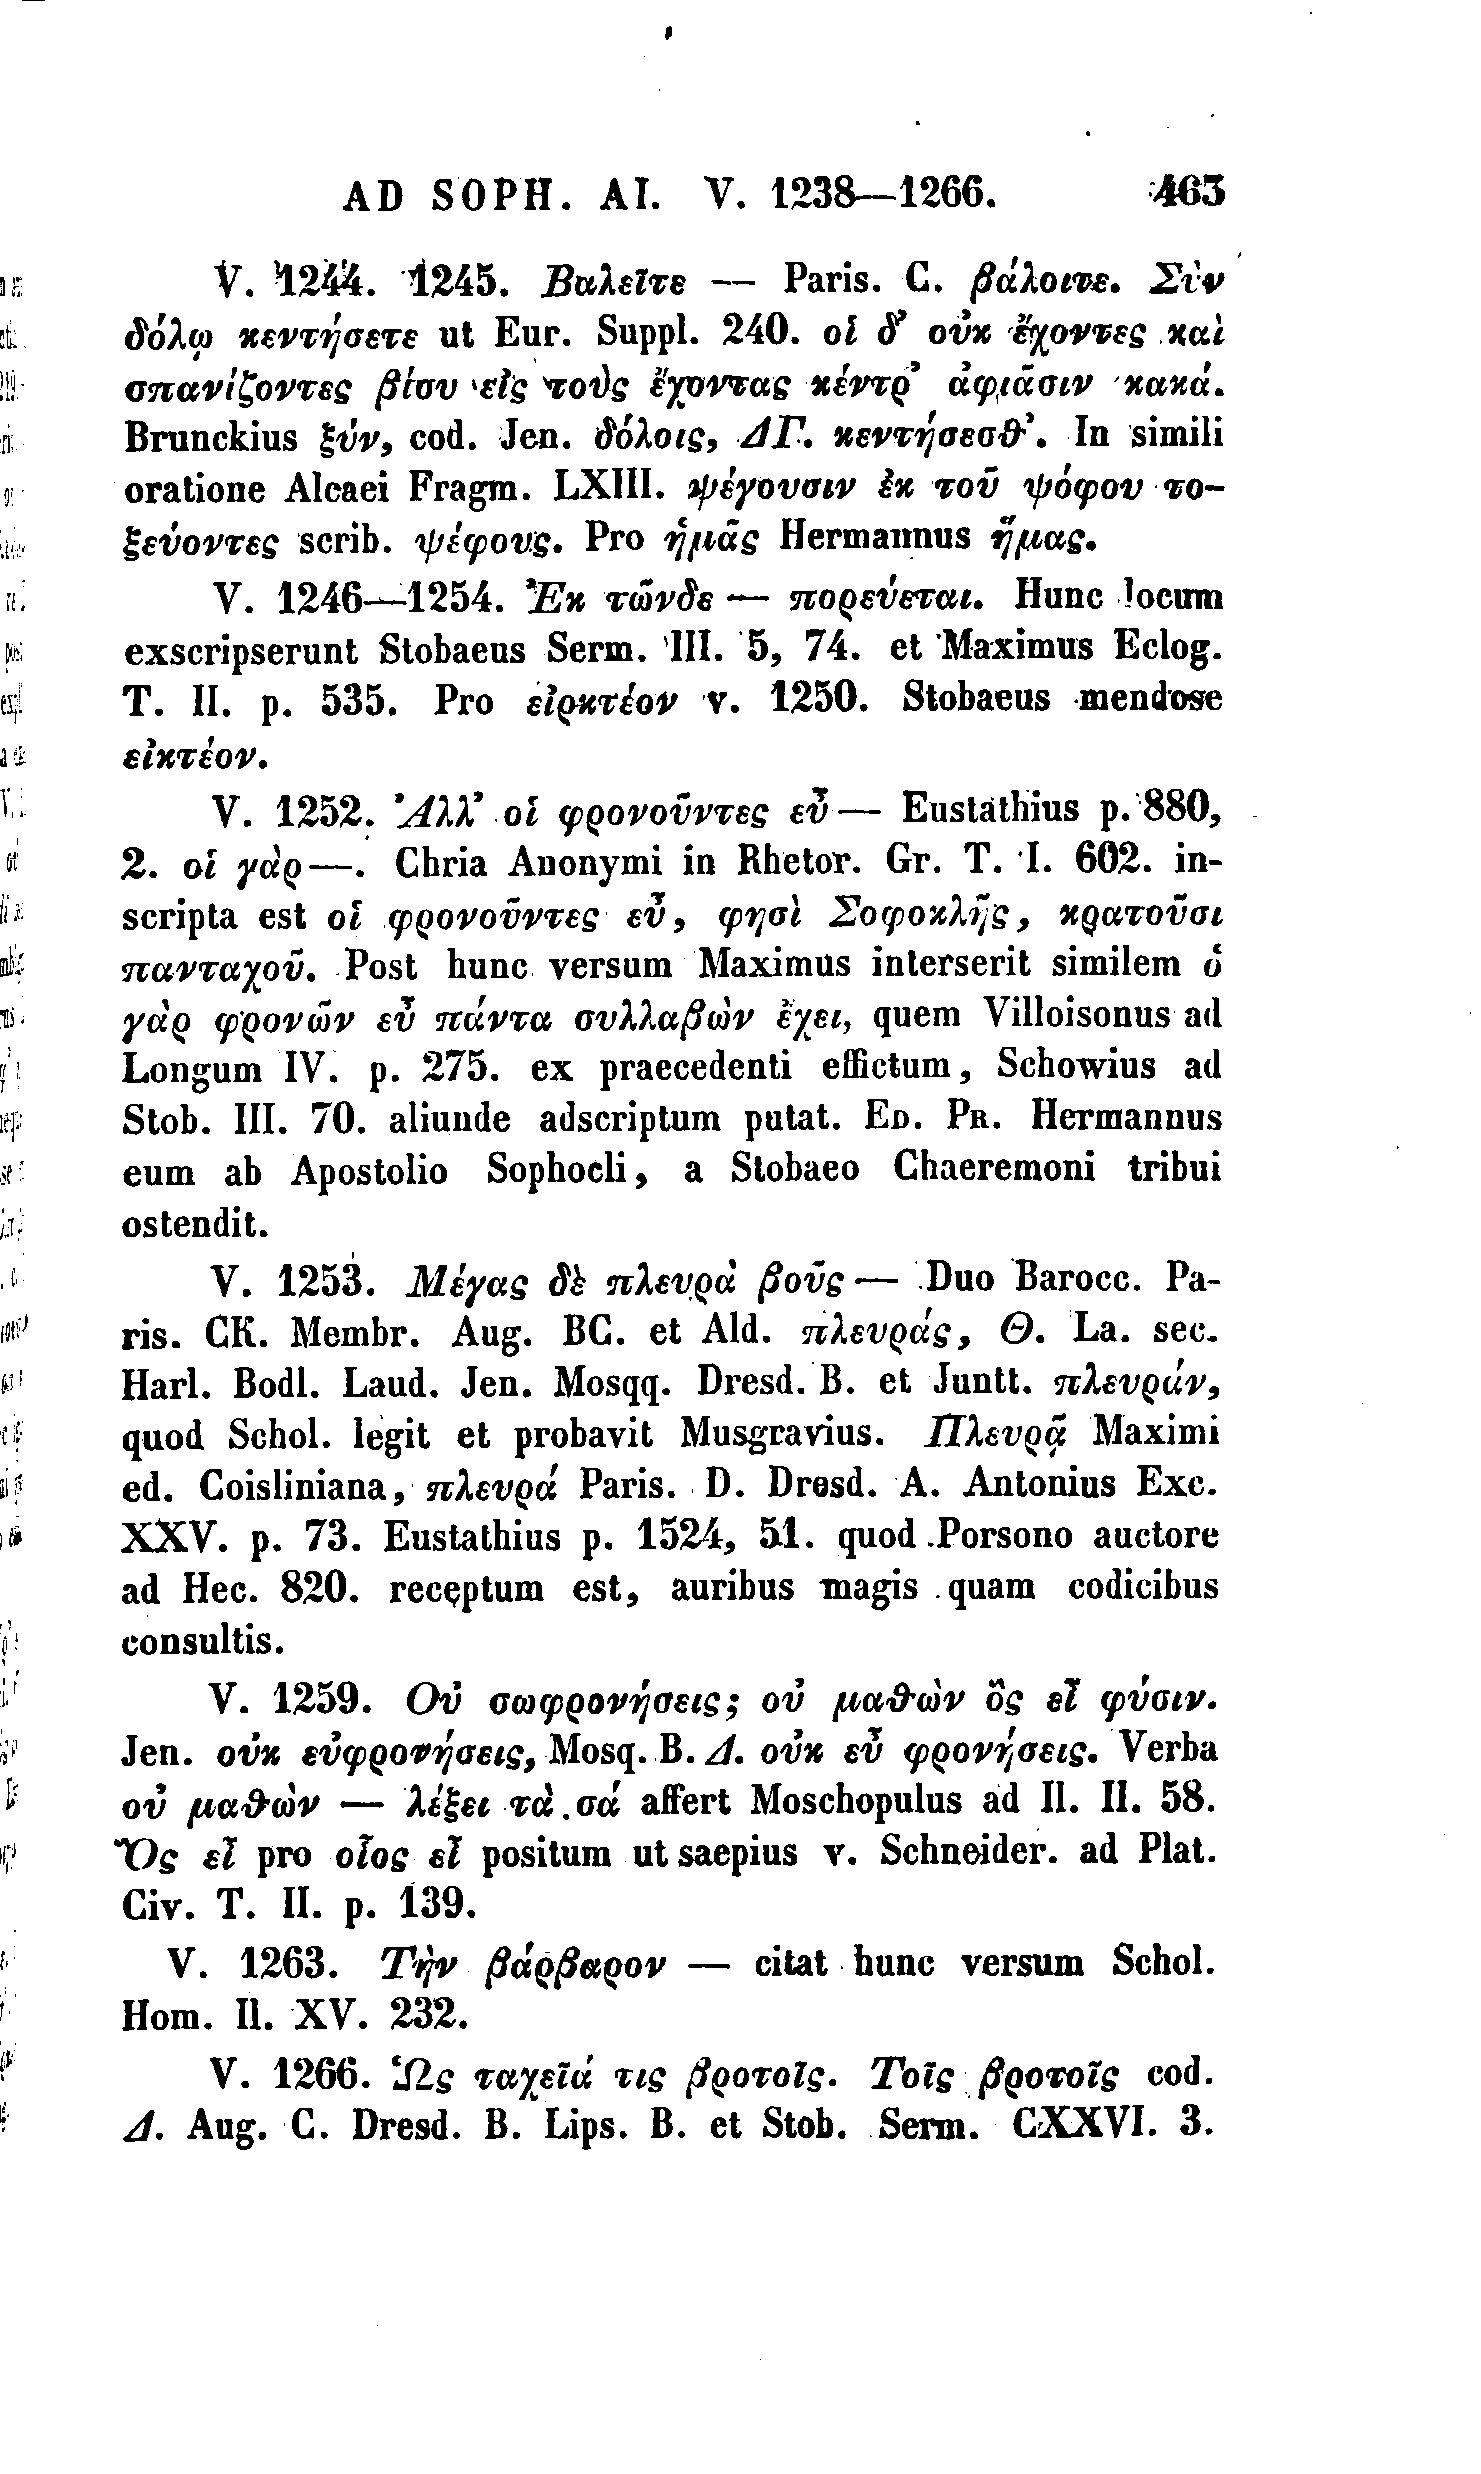 AD SOPH. AI. V. 1238—1266. 463
V. 1244. 1245. Βαλεῖτε — Paris. C. βάλοιτε. Σὺν
δόλῳ κεντήσετε ut Eur. Suppl. 240. οἱ δ’ οὐκ ἔχοντες καὶ
σπανίζοντες βίου εἰς τοὺς ἔχοντας κέντρ’ ἀφιᾶσιν κακά.
Brunckius ξύν, cod. Jen. δόλοις, ΔΓ. κεντήσεσθ’. In simili
oratione Alcaei Fragm. LXIII. ψέγουσιν ἐκ τοῦ ψόφου το-
ξεύοντες scrib. ψέφους. Pro ἡμᾶς Hermannus ἥμας.
V. 1246—1254. Ἐκ τῶνδε — πορεύεται. Hunc locum
exscripserunt Stobaeus Serm. III. 5, 74. et Maximus Eclog.
T. II. p. 535. Pro εἰρκτέον v. 1250. Stobaeus mendose
εἰκτέον.
V. 1252. Ἀλλ’ οἱ φρονοῦντες εὖ — Eustathius p. 880,
2. οἱ γὰρ—. Chria Anonymi in Rhetor. Gr. T. I. 602. in-
scripta est οἱ φρονοῦντες εὖ, φησὶ Σοφοκλῆς, κρατοῦσι
πανταχοῦ. Post hunc versum Maximus interserit similem ὁ
γὰρ φρονῶν εὖ πάντα συλλαβὼν ἔχει, quem Villoisonus ad
Longum IV. p. 275. ex praecedenti effictum, Schowius ad
Stob. III. 70. aliunde adscriptum putat. ED. PR. Hermannus
eum ab Apostolio Sophocli, a Stobaeo Chaeremoni tribui
ostendit.
V. 1253. Μέγας δὲ πλευρὰ βοῦς — Duo Barocc. Pa-
ris. CK. Membr. Aug. BC. et Ald. πλευράς, Θ. La. sec.
Harl. Bodl. Laud. Jen. Mosqq. Dresd. B. et Juntt. πλευράν,
quod Schol. legit et probavit Musgravius. Πλευρᾷ Maximi
ed. Coisliniana, πλευρά Paris. D. Dresd. A. Antonius Exc.
XXV. p. 73. Eustathius p. 1524, 51. quod Porsono auctore
ad Hec. 820. receptum est, auribus magis quam codicibus
consultis.
V. 1259. Οὐ σωφρονήσεις; οὐ μαθὼν ὃς εἶ φύσιν.
Jen. οὐκ εὐφρονήσεις, Mosq. B. Δ. οὐκ εὖ φρονήσεις. Verba
οὐ μαθὼν — λέξει τὰ σά affert Moschopulus ad Il. II. 58.
Ὃς εἶ pro οἷος εἶ positum ut saepius v. Schneider. ad Plat.
Civ. T. II. p. 139.
V. 1263. Τὴν βάρβαρον — citat hunc versum Schol.
Hom. Il. XV. 232.
V. 1266. Ὡς ταχεῖά τις βροτοῖς. Τοῖς βροτοῖς cod.
Δ. Aug. C. Dresd. B. Lips. B. et Stob. Serm. CXXVI. 3.